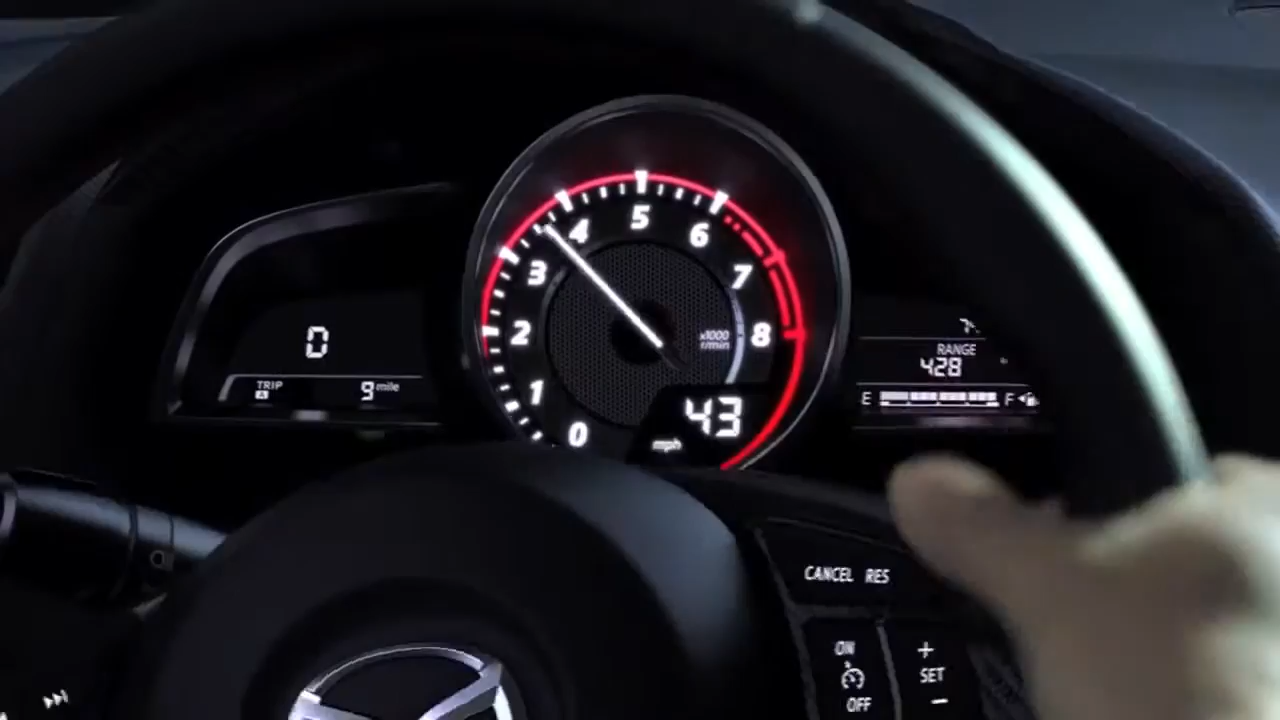 5
4
6
3
7
2
8
x1000
r/min
1
0
43
mph
0
TRIP
A
9 mile
RANGE
428
E
F
CANCEL RES
ON
OFF
+
SET
−